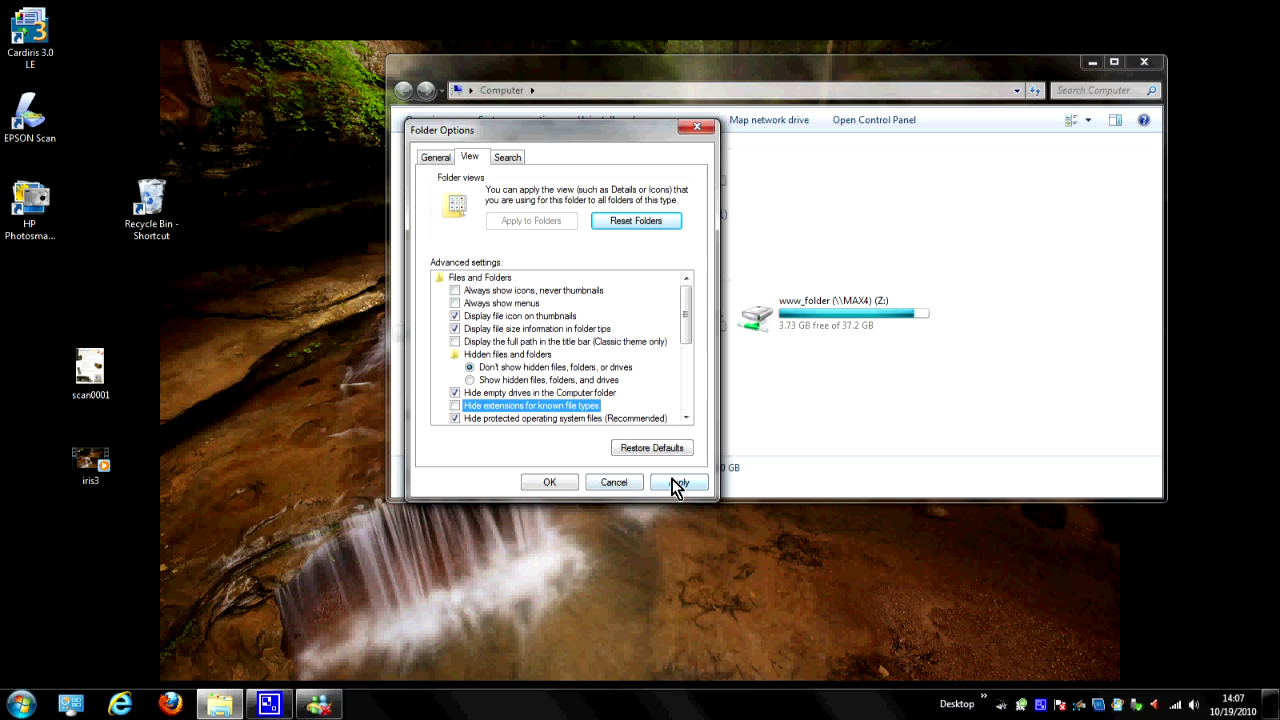 Cardiris 3.0
LE
EPSON Scan
HP
Photosma...
Recycle Bin -
Shortcut
scan0001
iris3
Computer
Search Computer
Map network drive
Open Control Panel
Folder Options
General
View
Search
Folder views
You can apply the view (such as Details or Icons) that
you are using for this folder to all folders of this type.
Apply to Folders
Reset Folders
Advanced settings:
Files and Folders
Always show icons, never thumbnails
Always show menus
Display file icon on thumbnails
Display file size information in folder tips
Display the full path in the title bar (Classic theme only)
Hidden files and folders
Don't show hidden files, folders, or drives
Show hidden files, folders, and drives
Hide empty drives in the Computer folder
Hide extensions for known file types
Hide protected operating system files (Recommended)
Restore Defaults
OK
Cancel
Apply
www_folder (\\MAX4) (Z:)
3.73 GB free of 37.2 GB
0 GB
Desktop
14:07
10/19/2010